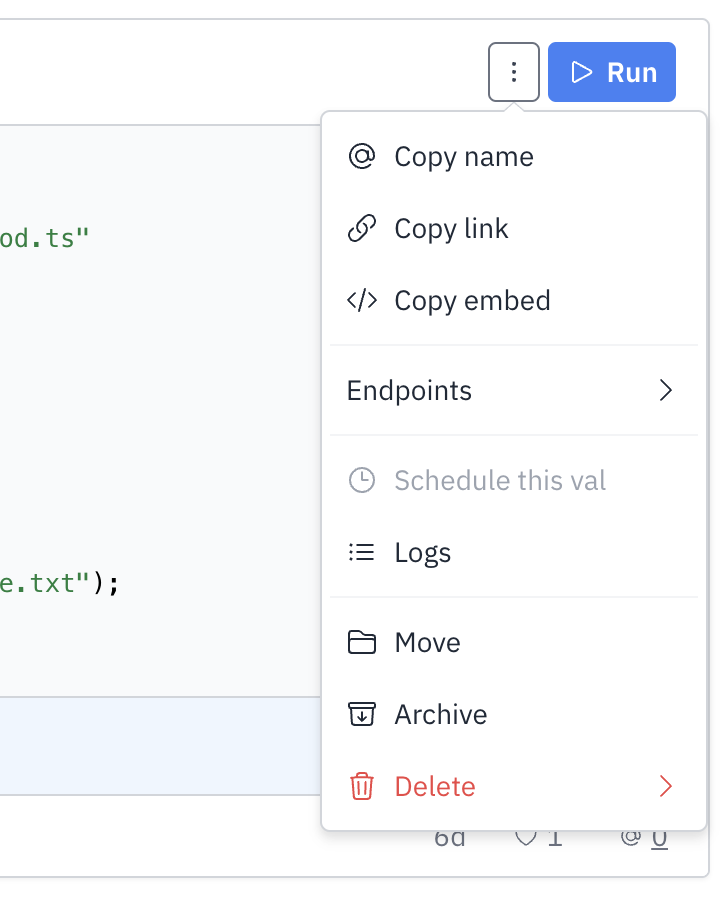 Run
Copy name
od.ts"
Copy link
Copy embed
Endpoints
Schedule this val
Logs
e.txt");
Move
Archive
Delete
6d 1 0